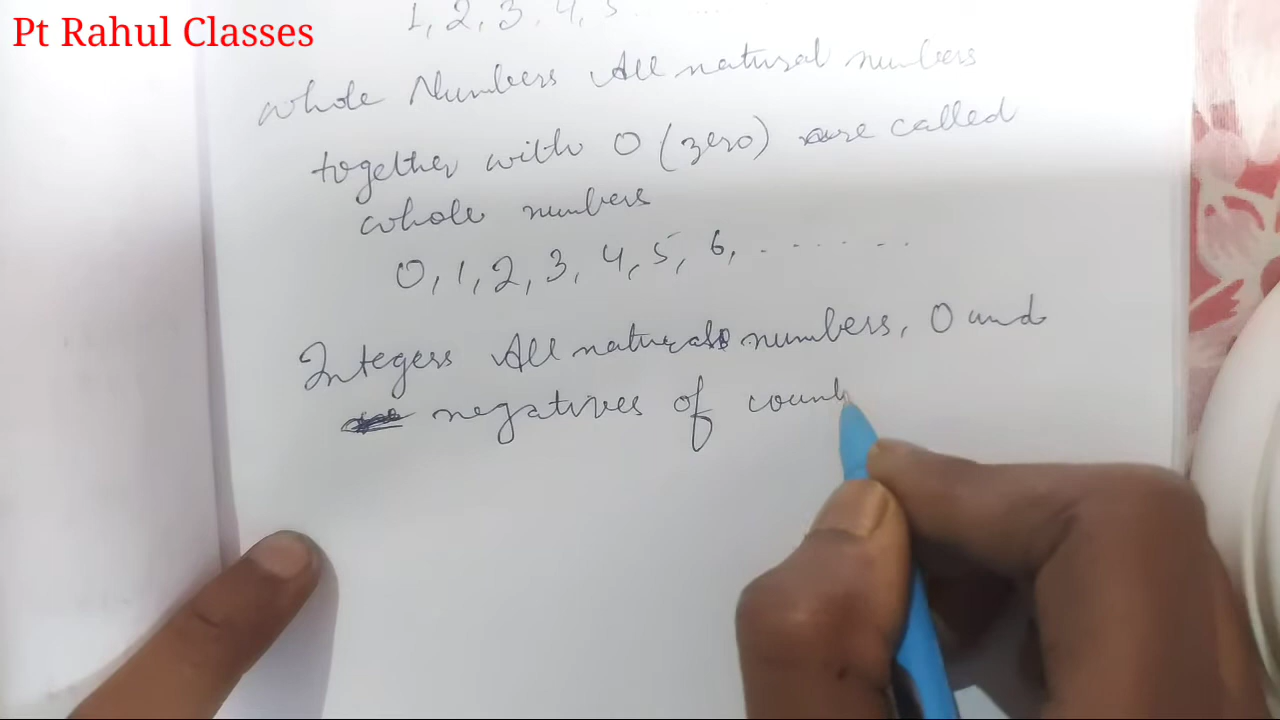 Pt Rahul Classes
1, 2, 3, 4, 5 . . . . .
Whole Numbers All natural numbers
together with 0 (zero) are called
whole numbers
0, 1, 2, 3, 4, 5, 6, . . . . . . .
Integers All natural numbers, 0 and
negatives of count